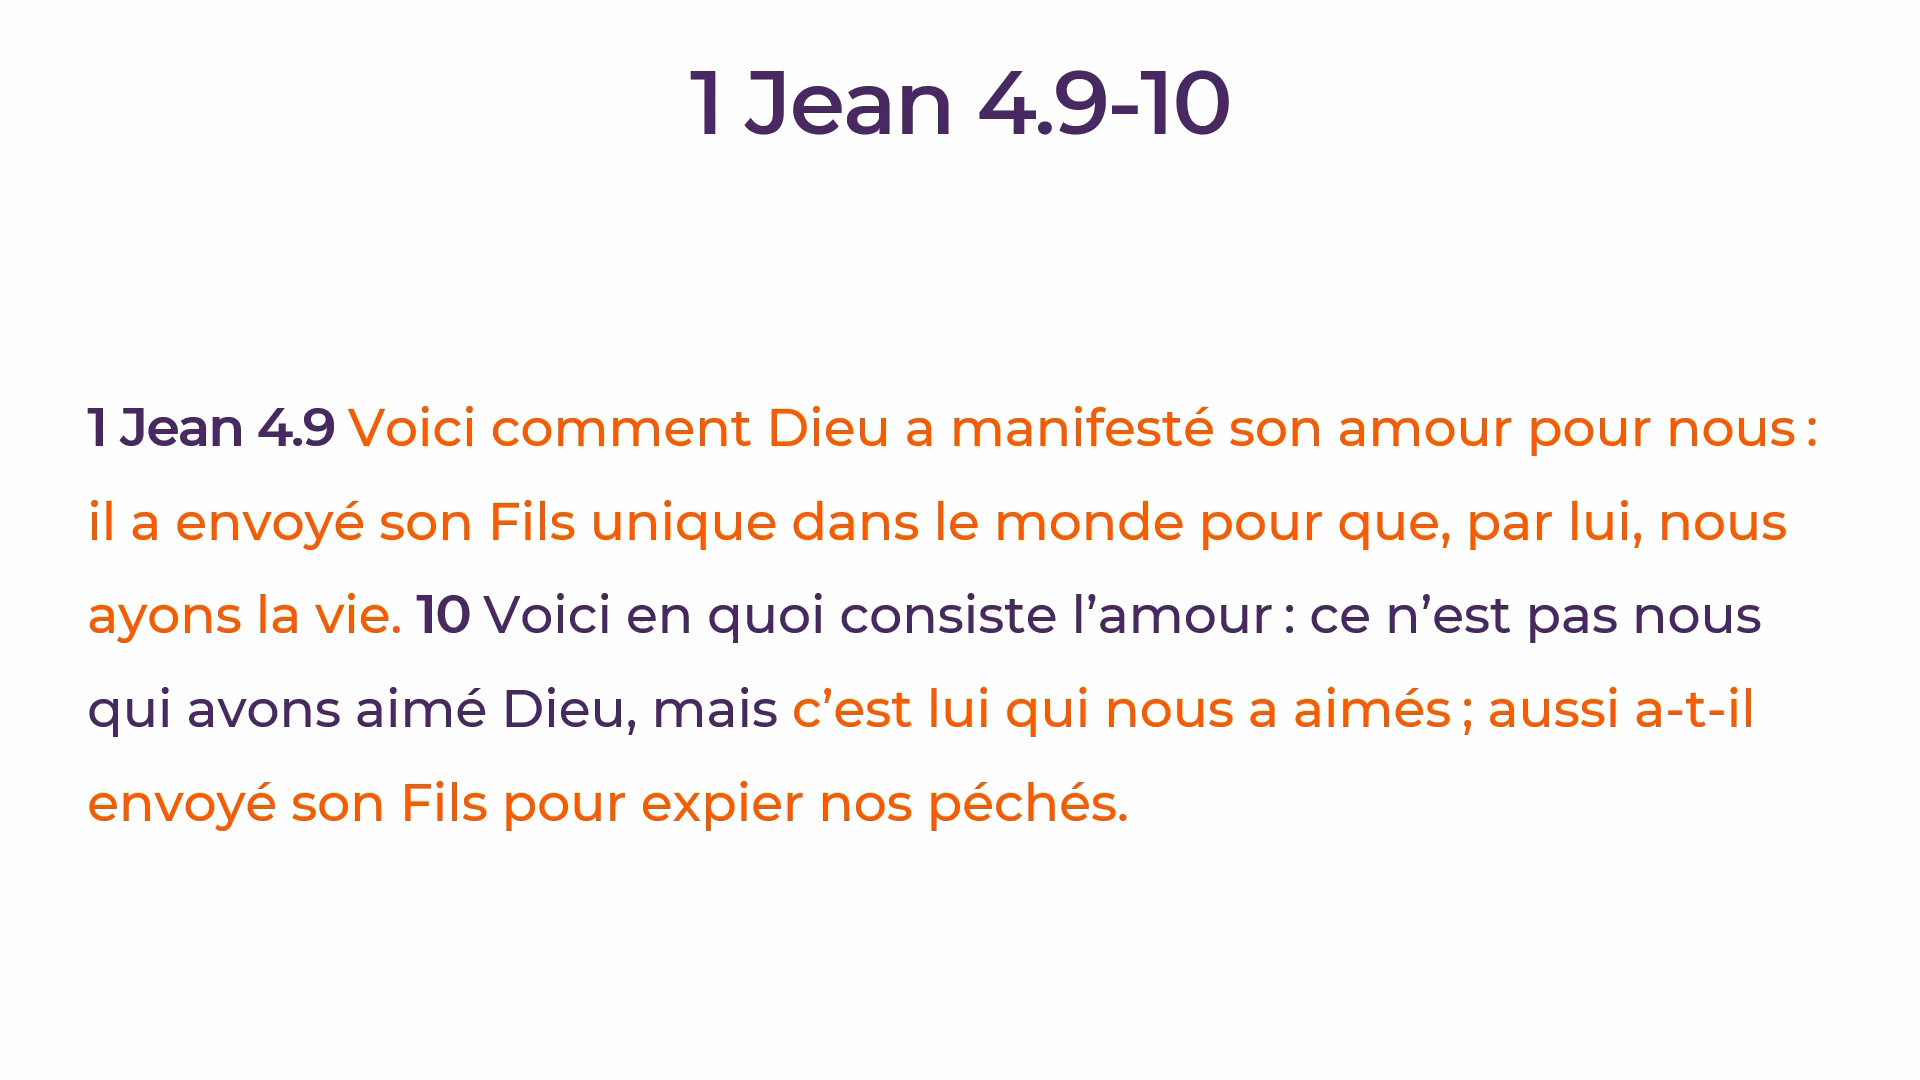 1 Jean 4.9-10
1 Jean 4.9 Voici comment Dieu a manifesté son amour pour nous :
il a envoyé son Fils unique dans le monde pour que, par lui, nous
ayons la vie. 10 Voici en quoi consiste l’amour : ce n’est pas nous
qui avons aimé Dieu, mais c’est lui qui nous a aimés ; aussi a-t-il
envoyé son Fils pour expier nos péchés.